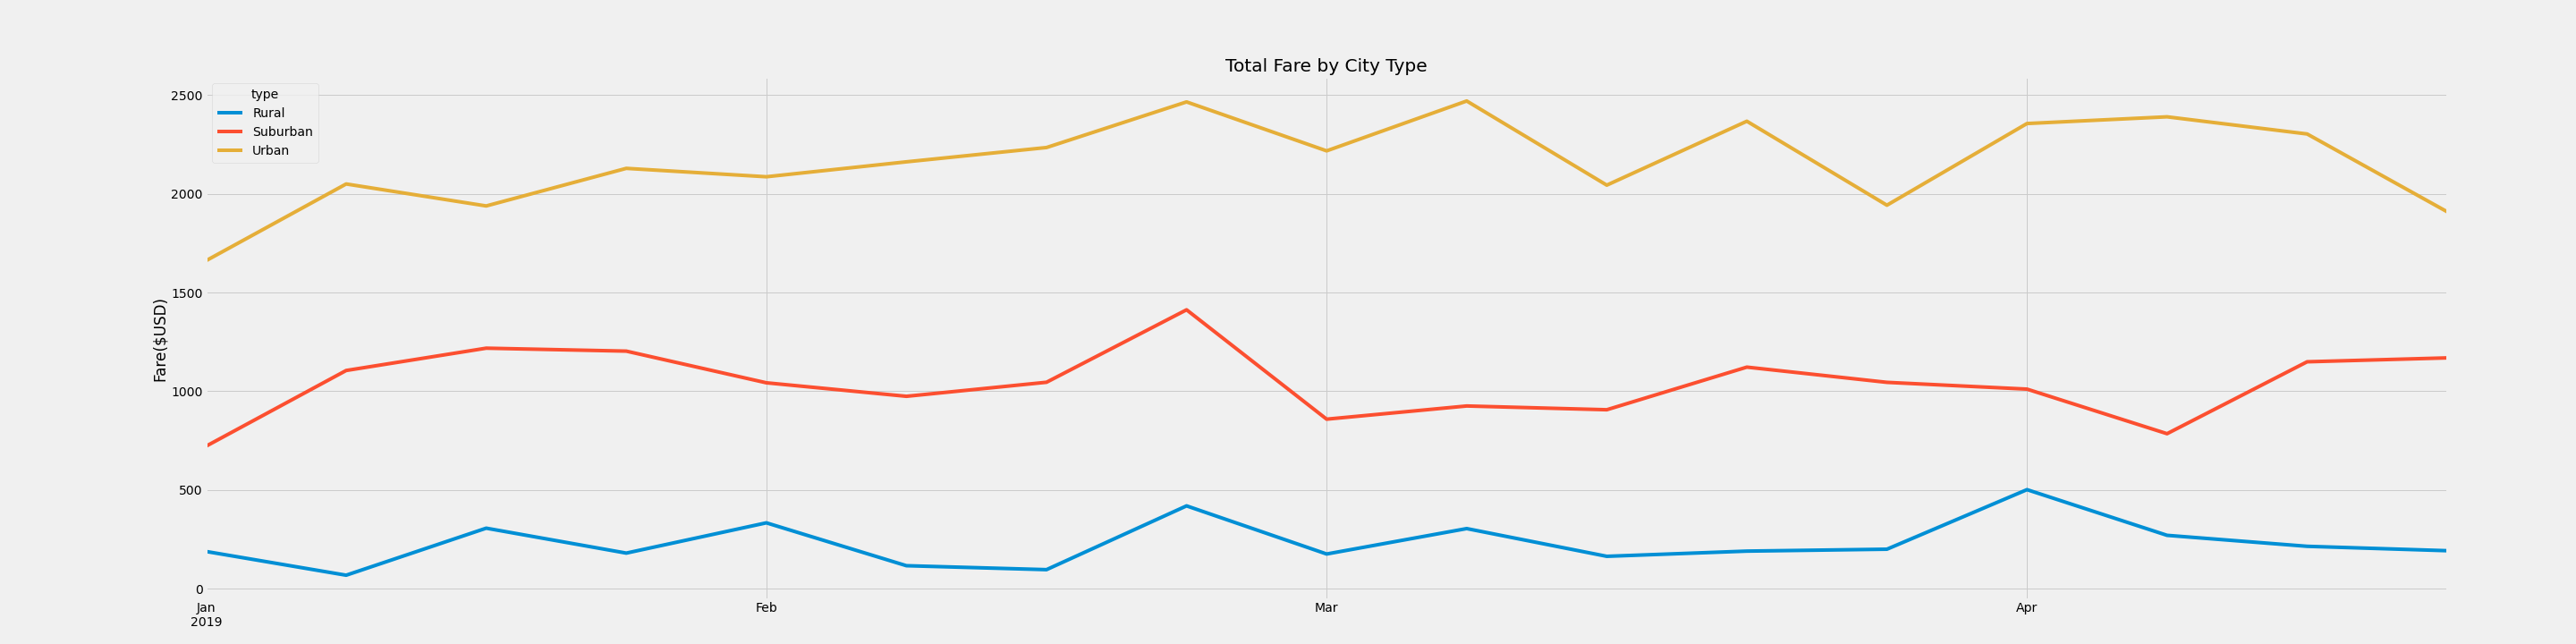 Total Fare by City Type
type
Rural
Suburban
Urban
Fare($USD)
2500
2000
1500
1000
500
0
Jan Feb Mar Apr
2019